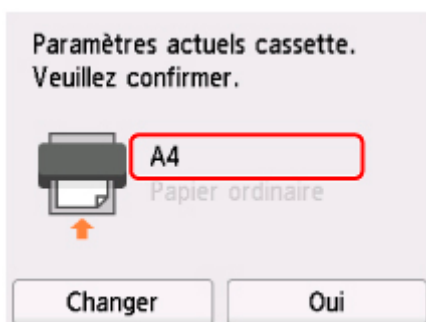 Paramètres actuels cassette.
Veuillez confirmer.
A4
Papier ordinaire
Changer
Oui